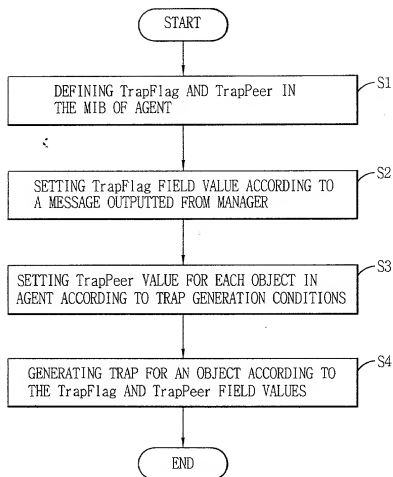 START
DEFINING TrapFlag AND TrapPeer IN
THE MIB OF AGENT
S1
SETTING TrapFlag FIELD VALUE ACCORDING TO
A MESSAGE OUTPUTTED FROM MANAGER
S2
SETTING TrapPeer VALUE FOR EACH OBJECT IN
AGENT ACCORDING TO TRAP GENERATION CONDITIONS
S3
GENERATING TRAP FOR AN OBJECT ACCORDING TO
THE TrapFlag AND TrapPeer FIELD VALUES
S4
END